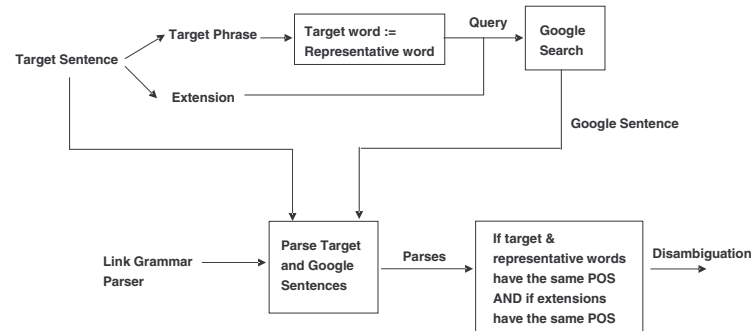 Target Sentence
Target Phrase
Extension
Target word :=
Representative word
Query
Google
Search
Google Sentence
Link Grammar
Parser
Parse Target
and Google
Sentences
Parses
If target &
representative words
have the same POS
AND if extensions
have the same POS
Disambiguation